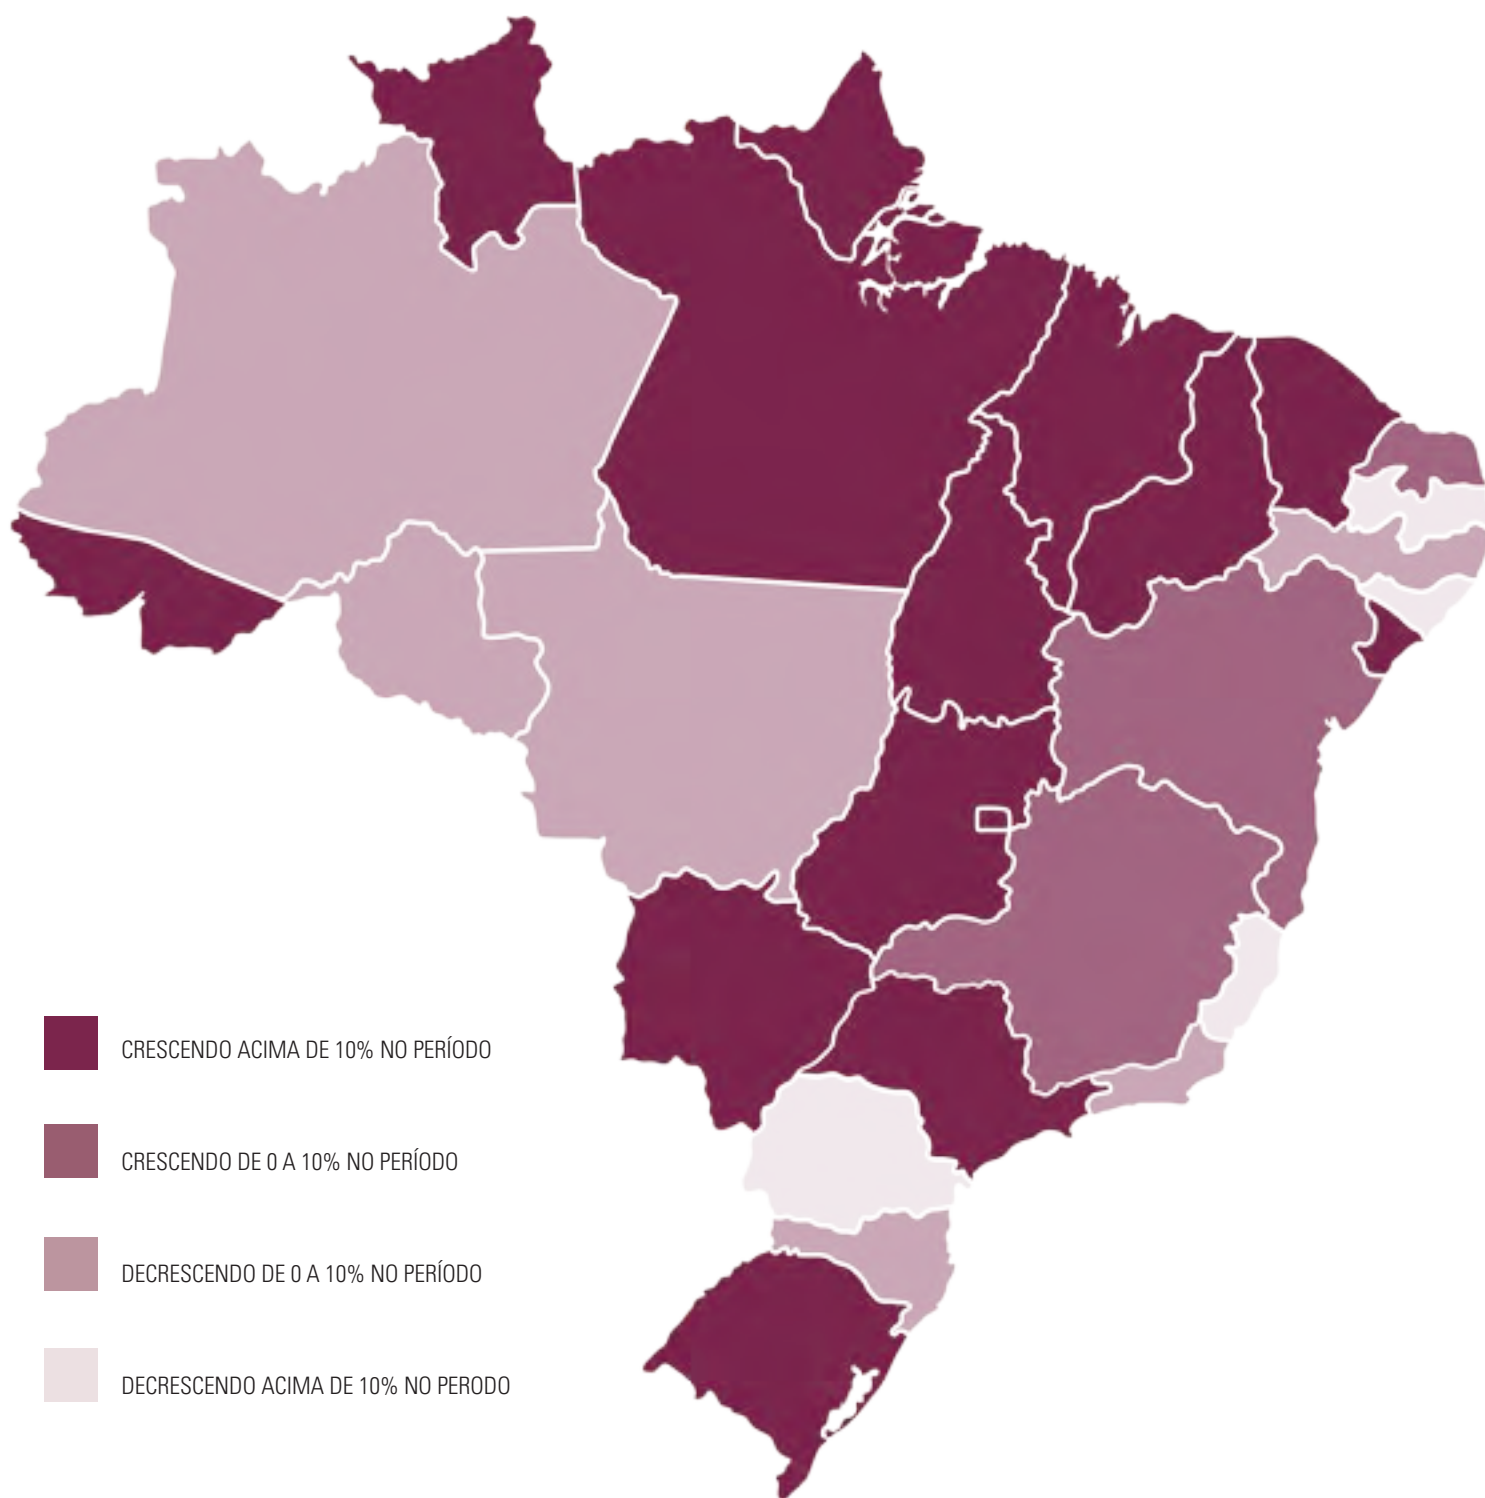 CRESCENDO ACIMA DE 10% NO PERÍODO
CRESCENDO DE 0 A 10% NO PERÍODO
DECRESCENDO DE 0 A 10% NO PERÍODO
DECRESCENDO ACIMA DE 10% NO PERODO